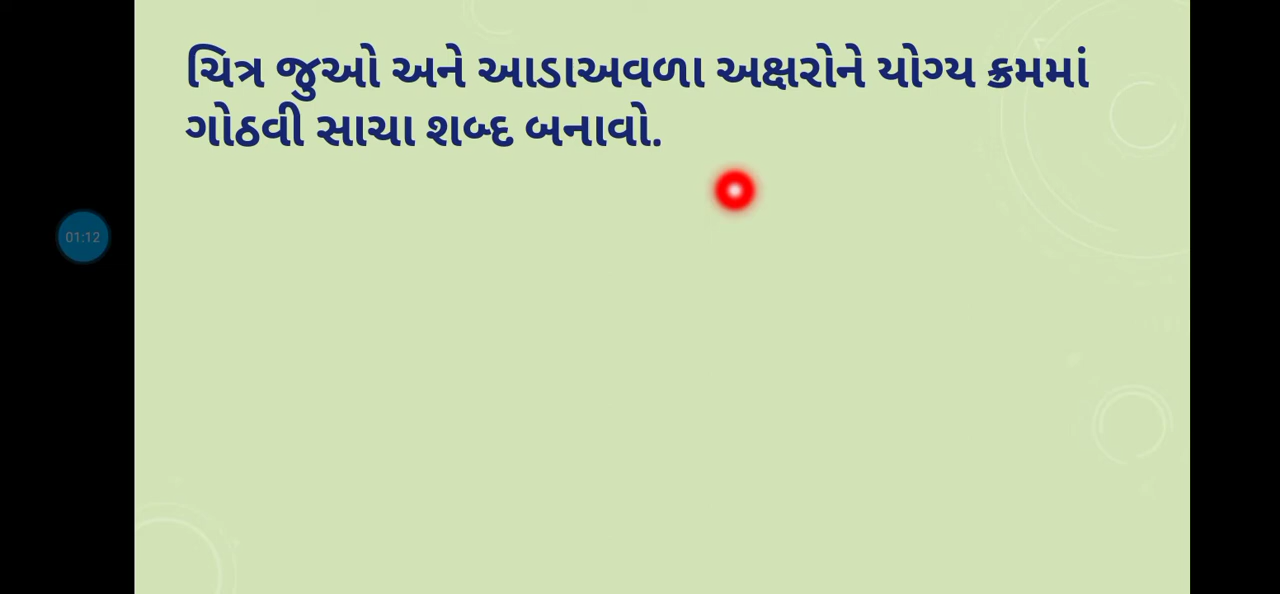 ચિત્ર જુઓ અને આડાઅવળા અક્ષરોને યોગ્ય ક્રમમાં
ગોઠવી સાચા શબ્દ બનાવો.
01:12